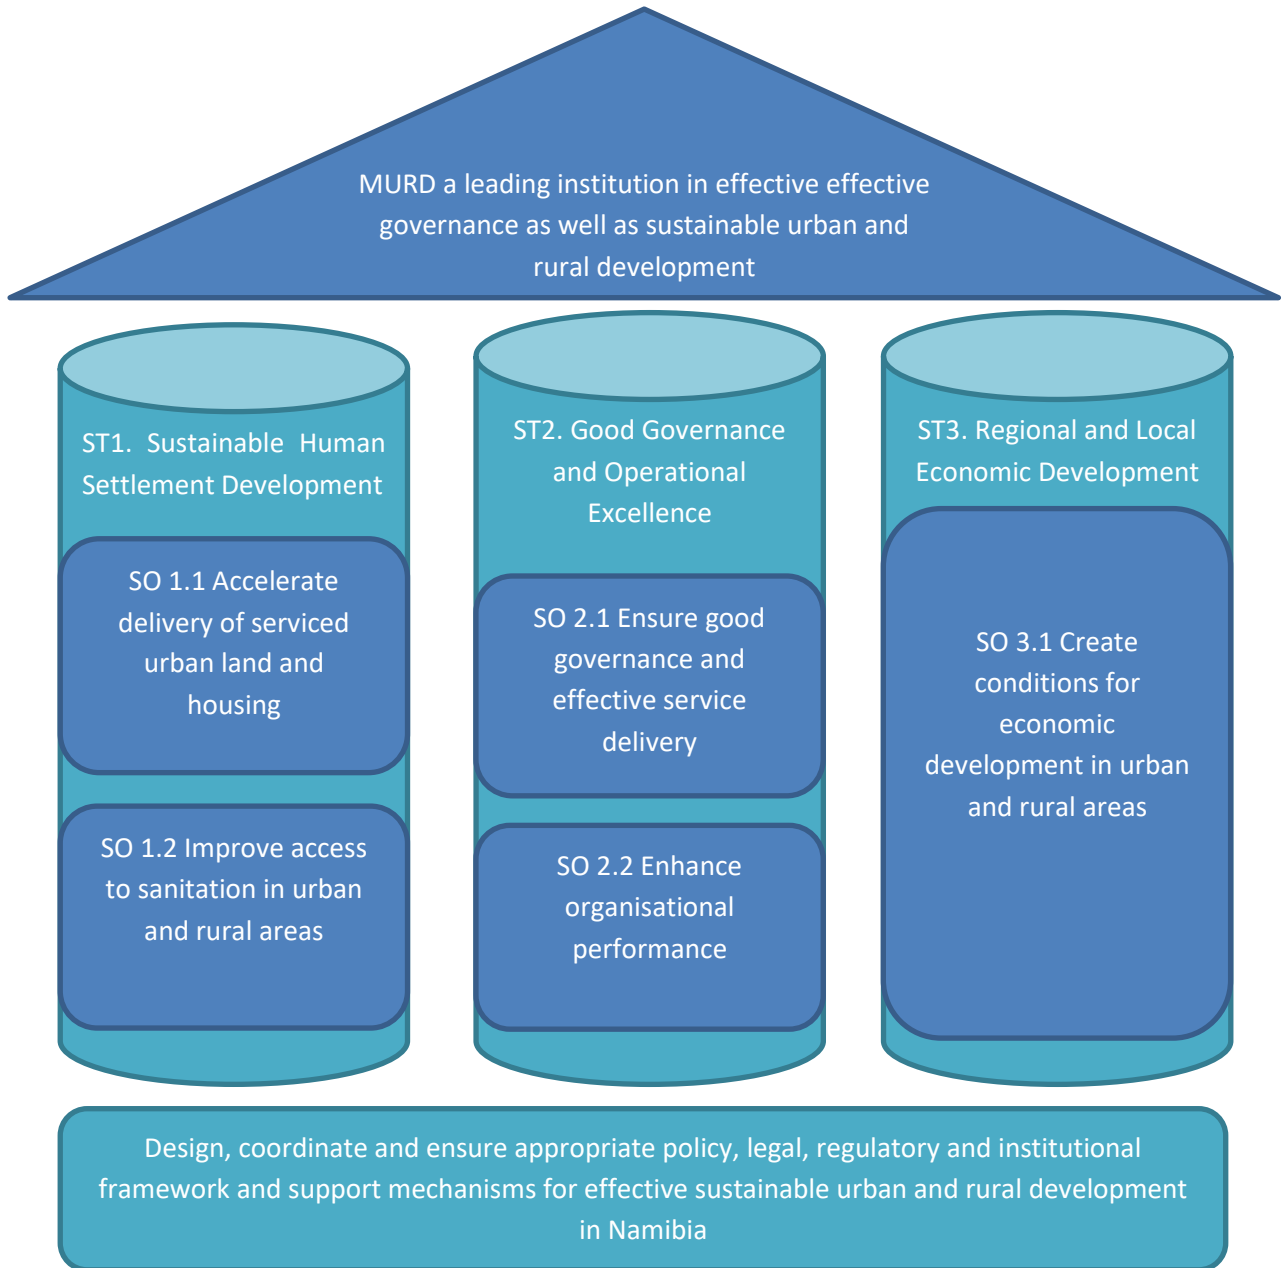 MURD a leading institution in effective effective
governance as well as sustainable urban and
rural development
ST1. Sustainable Human
Settlement Development
SO 1.1 Accelerate
delivery of serviced
urban land and
housing
SO 1.2 Improve access
to sanitation in urban
and rural areas
ST2. Good Governance
and Operational
Excellence
SO 2.1 Ensure good
governance and
effective service
delivery
SO 2.2 Enhance
organisational
performance
ST3. Regional and Local
Economic Development
SO 3.1 Create
conditions for
economic
development in urban
and rural areas
Design, coordinate and ensure appropriate policy, legal, regulatory and institutional
framework and support mechanisms for effective sustainable urban and rural development
in Namibia